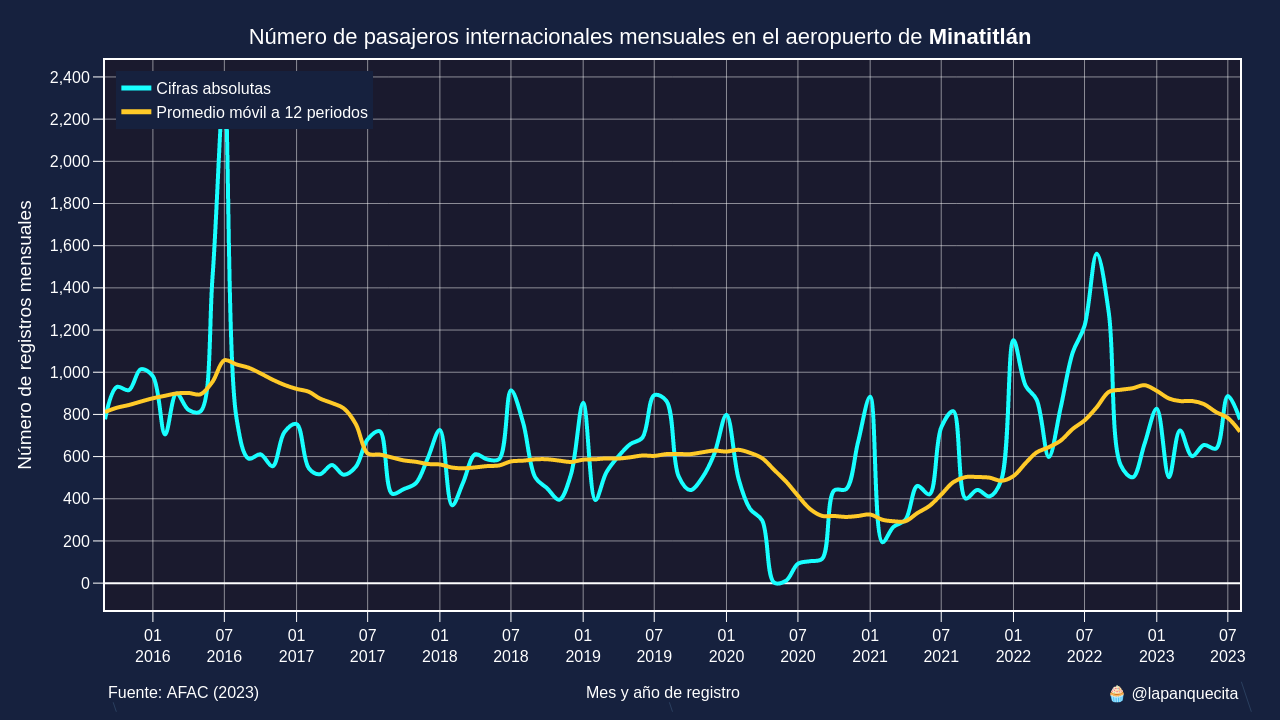 Número de pasajeros internacionales mensuales en el aeropuerto de Minatitlán
Cifras absolutas
Promedio móvil a 12 periodos
Número de registros mensuales
2,400
2,200
2,000
1,800
1,600
1,400
1,200
1,000
800
600
400
200
0
01 07 01 07 01 07 01 07 01 07 01 07 01 07 01 07
2016 2016 2017 2017 2018 2018 2019 2019 2020 2020 2021 2021 2022 2022 2023 2023
Fuente: AFAC (2023)
Mes y año de registro
🧁 @lapanquecita